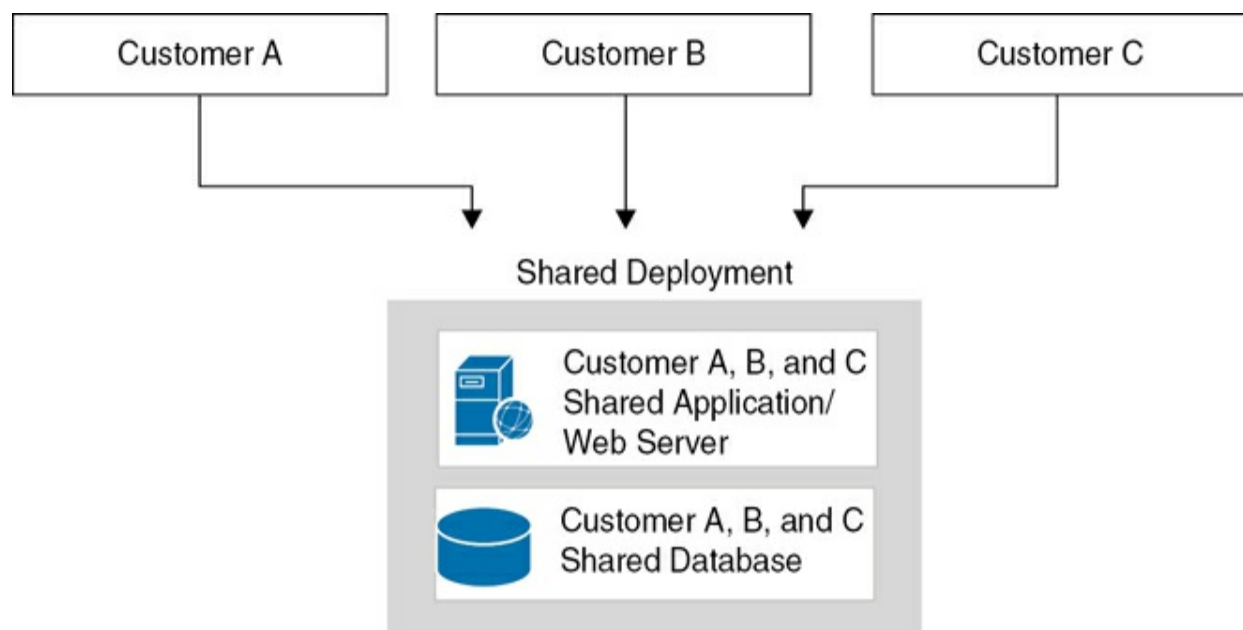 Customer A
Customer B
Customer C
Shared Deployment
Customer A, B, and C
Shared Application/
Web Server
Customer A, B, and C
Shared Database